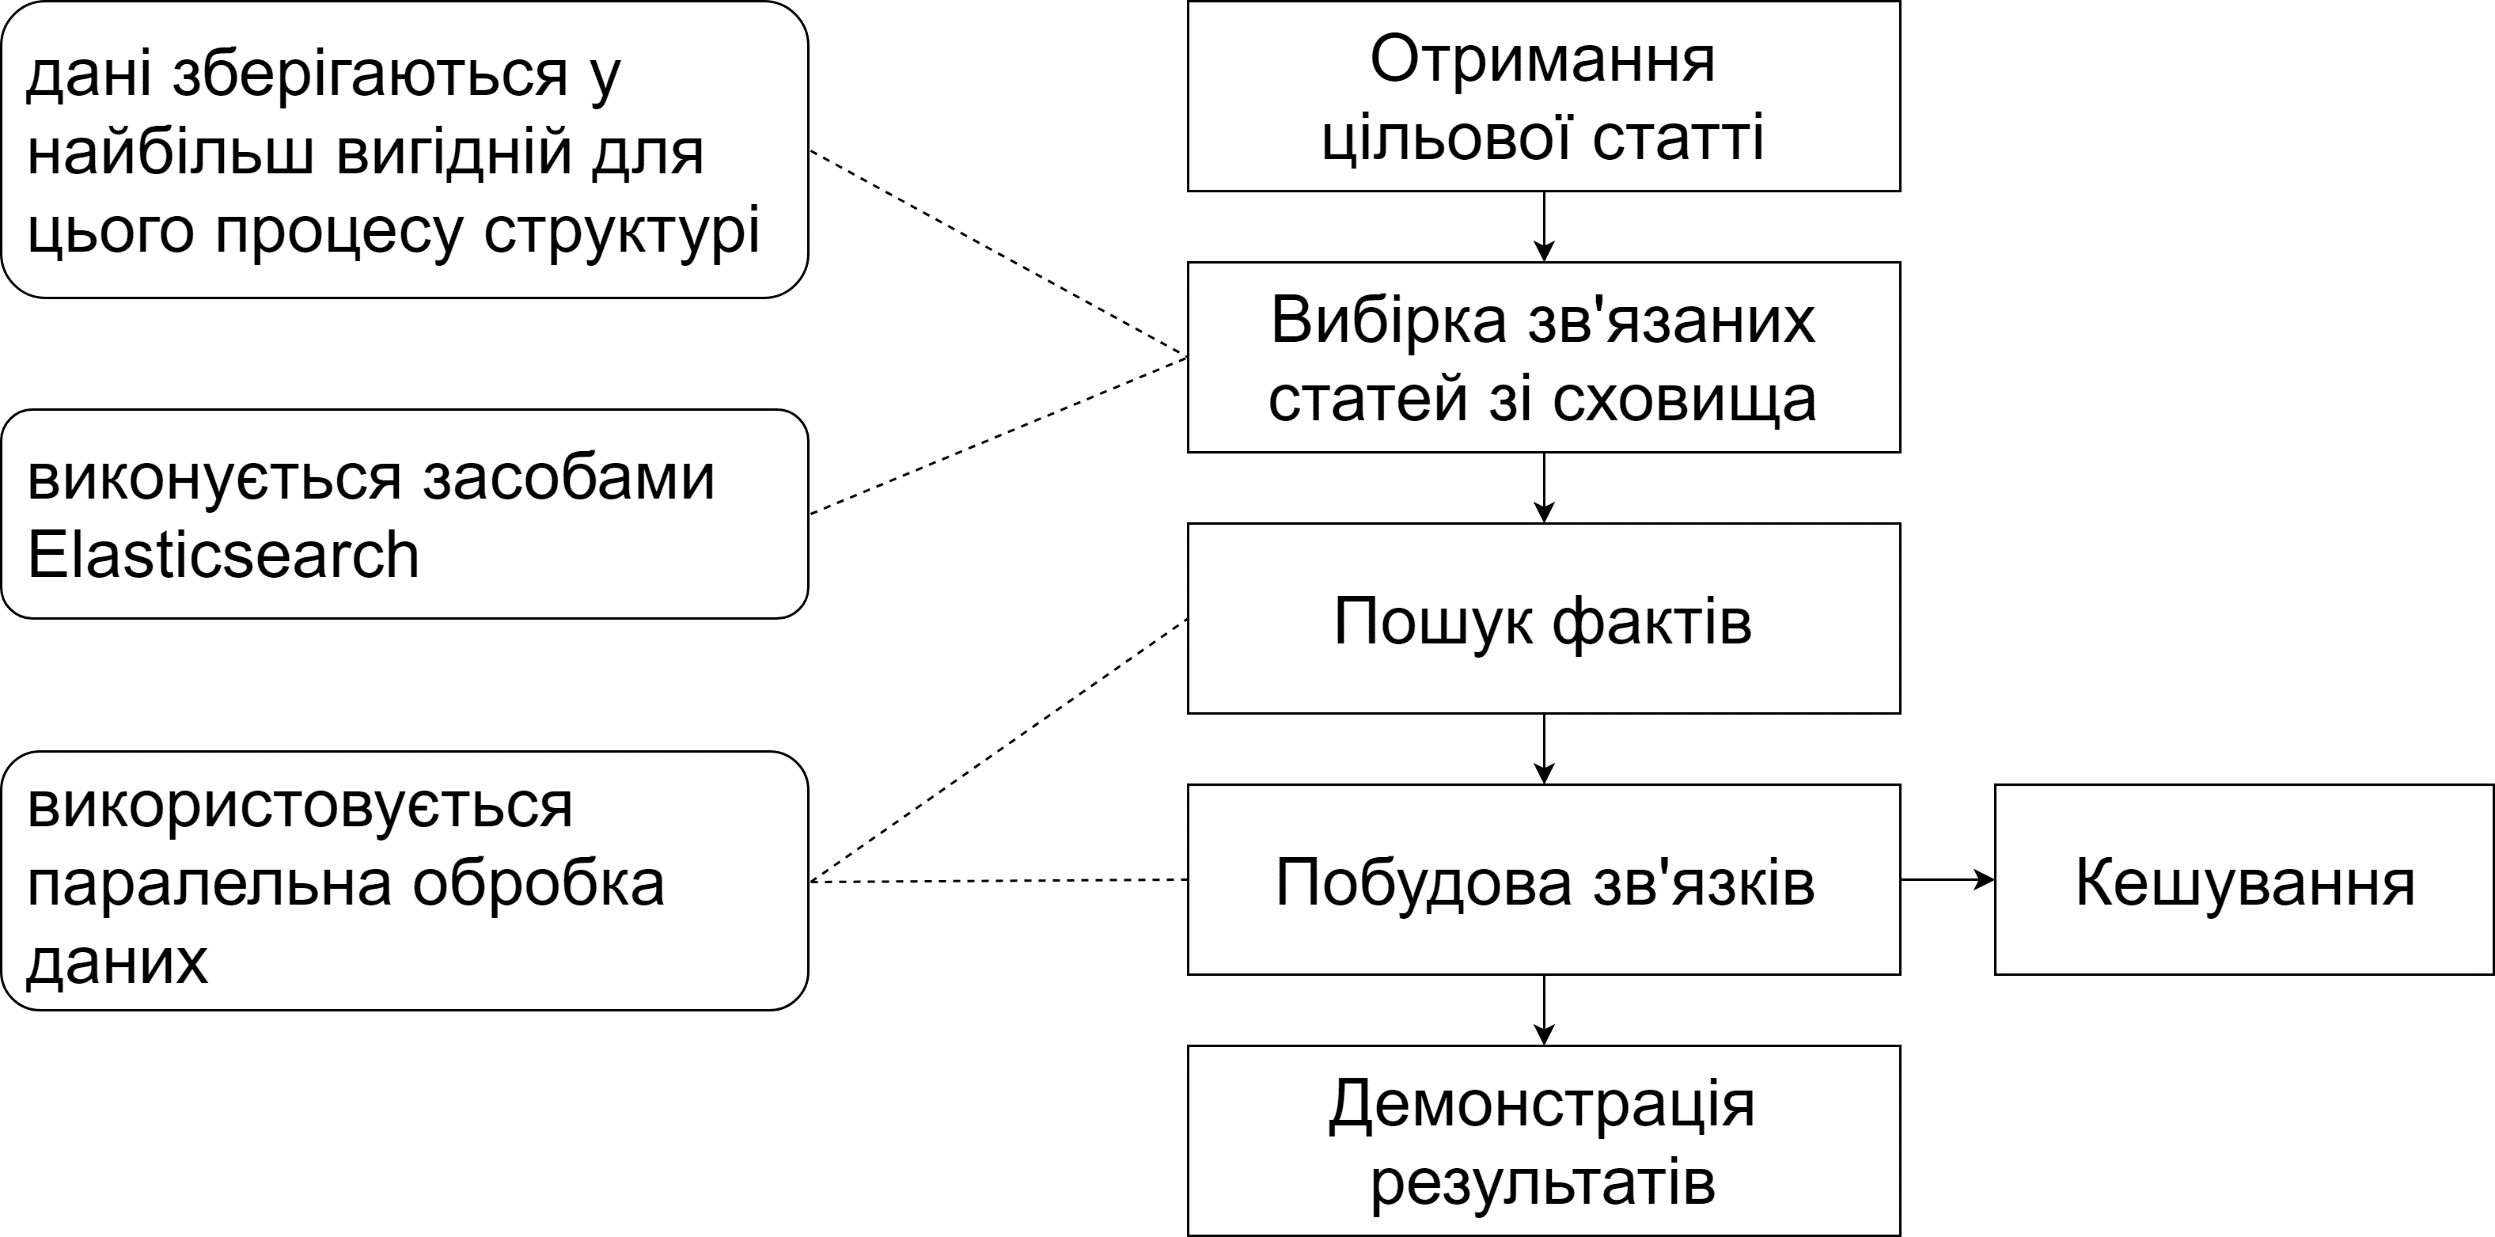 дані зберігаються у
найбільш вигідній для
цього процесу структурі
виконується засобами
Elasticsearch
використовується
паралельна обробка
даних
Отримання
цільової статті
Вибірка зв'язаних
статей зі сховища
Пошук фактів
Побудова зв'язків
Кешування
Демонстрація
результатів